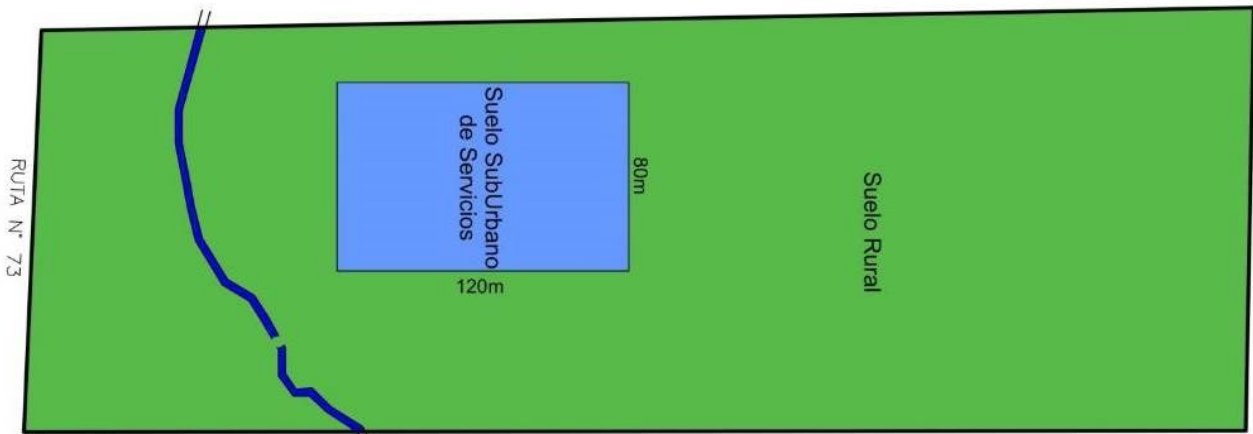 RUTA N° 73
Suelo SubUrbano
de Servicios
80m
120m
Suelo Rural